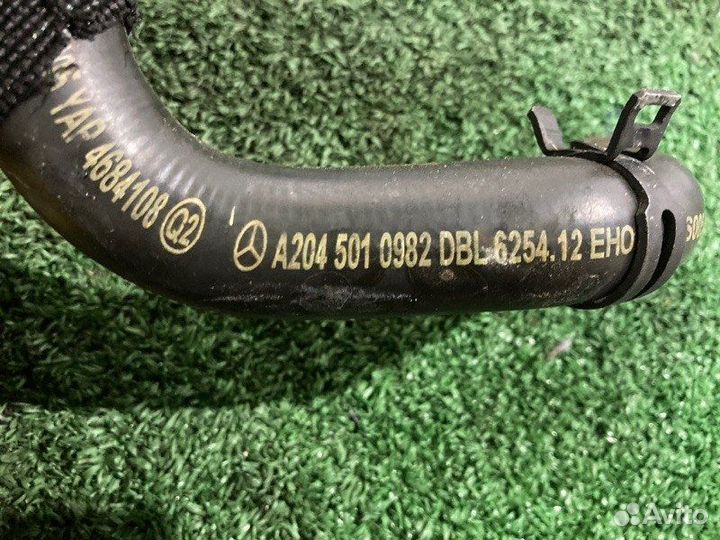 YAP 4684108 Q2
A204 501 0982 DBL 6254.12 EHO
Avito